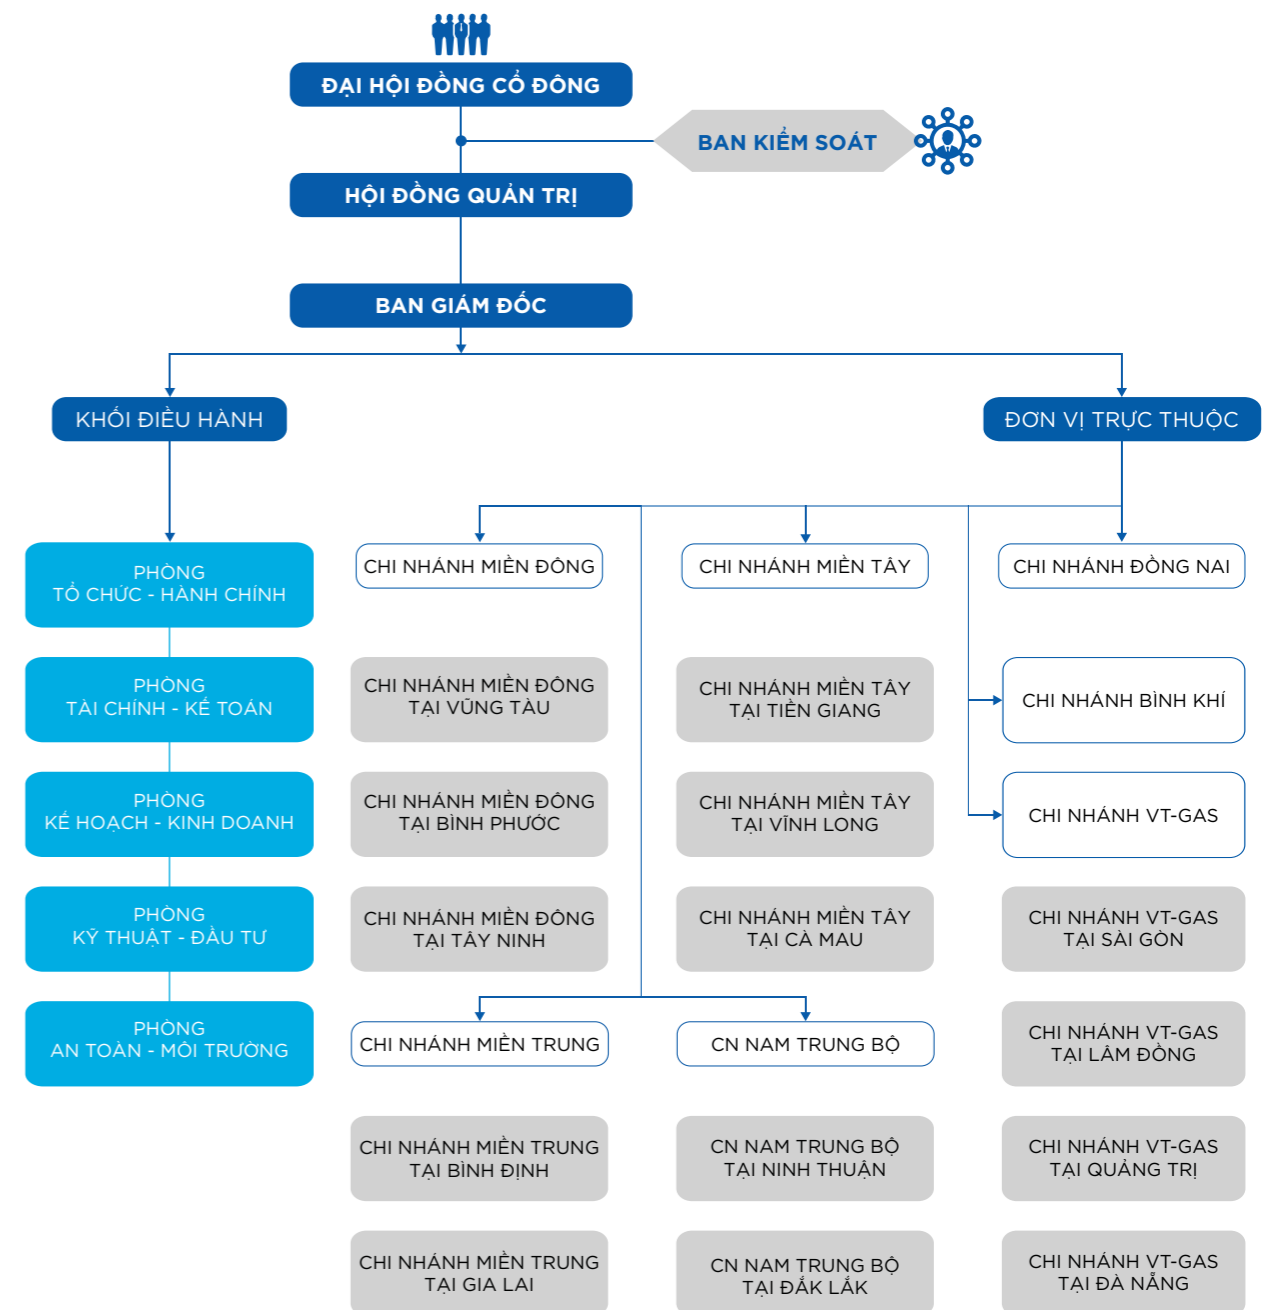 ĐẠI HỘI ĐỒNG CỔ ĐÔNG
BAN KIỂM SOÁT
HỘI ĐỒNG QUẢN TRỊ
BAN GIÁM ĐỐC
KHỐI ĐIỀU HÀNH
ĐƠN VỊ TRỰC THUỘC
PHÒNG
TỔ CHỨC - HÀNH CHÍNH
PHÒNG
TÀI CHÍNH - KẾ TOÁN
PHÒNG
KẾ HOẠCH - KINH DOANH
PHÒNG
KỸ THUẬT - ĐẦU TƯ
PHÒNG
AN TOÀN - MÔI TRƯỜNG
CHI NHÁNH MIỀN ĐÔNG
CHI NHÁNH MIỀN ĐÔNG
TẠI VŨNG TÀU
CHI NHÁNH MIỀN ĐÔNG
TẠI BÌNH PHƯỚC
CHI NHÁNH MIỀN ĐÔNG
TẠI TÂY NINH
CHI NHÁNH MIỀN TRUNG
CHI NHÁNH MIỀN TRUNG
TẠI BÌNH ĐỊNH
CHI NHÁNH MIỀN TRUNG
TẠI GIA LAI
CHI NHÁNH MIỀN TÂY
CHI NHÁNH MIỀN TÂY
TẠI TIỀN GIANG
CHI NHÁNH MIỀN TÂY
TẠI VĨNH LONG
CHI NHÁNH MIỀN TÂY
TẠI CÀ MAU
CN NAM TRUNG BỘ
CN NAM TRUNG BỘ
TẠI NINH THUẬN
CN NAM TRUNG BỘ
TẠI ĐẮK LẮK
CHI NHÁNH ĐỒNG NAI
CHI NHÁNH BÌNH KHÍ
CHI NHÁNH VT-GAS
CHI NHÁNH VT-GAS
TẠI SÀI GÒN
CHI NHÁNH VT-GAS
TẠI LÂM ĐỒNG
CHI NHÁNH VT-GAS
TẠI QUẢNG TRỊ
CHI NHÁNH VT-GAS
TẠI ĐÀ NẴNG